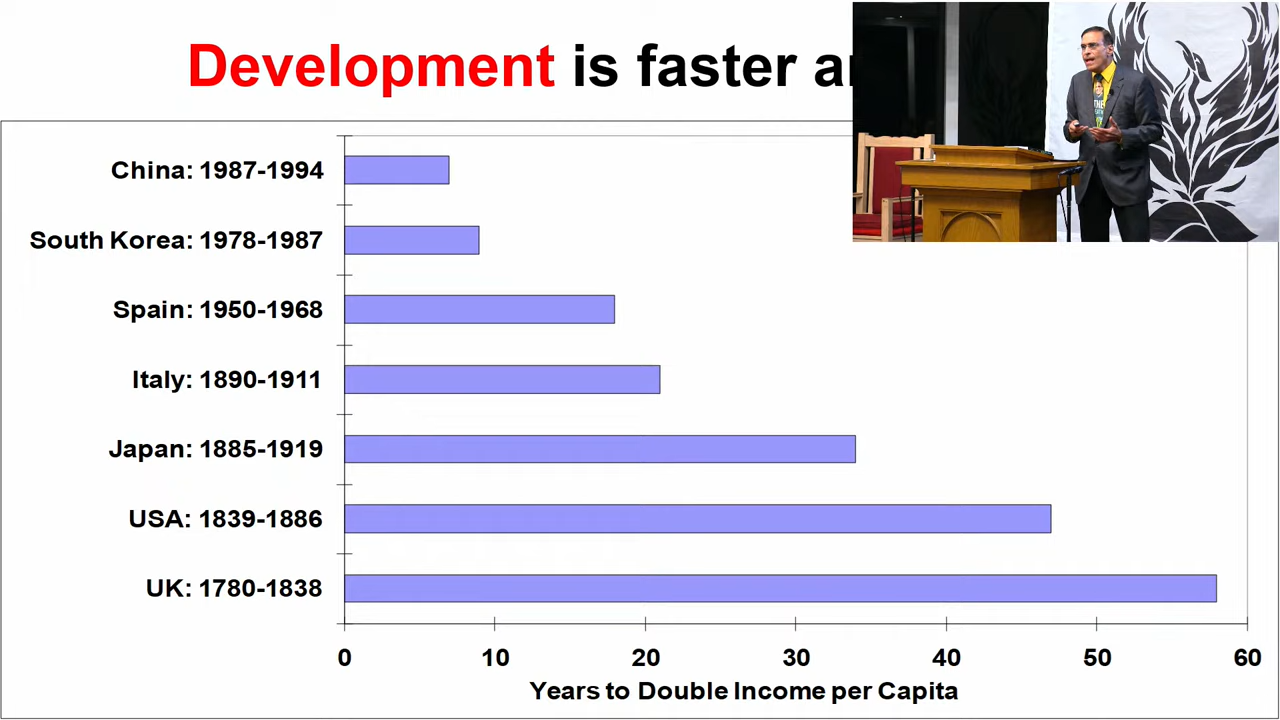 Development is faster
China: 1987-1994
South Korea: 1978-1987
Spain: 1950-1968
Italy: 1890-1911
Japan: 1885-1919
USA: 1839-1886
UK: 1780-1838
0 10 20 30 40 50 60
Years to Double Income per Capita